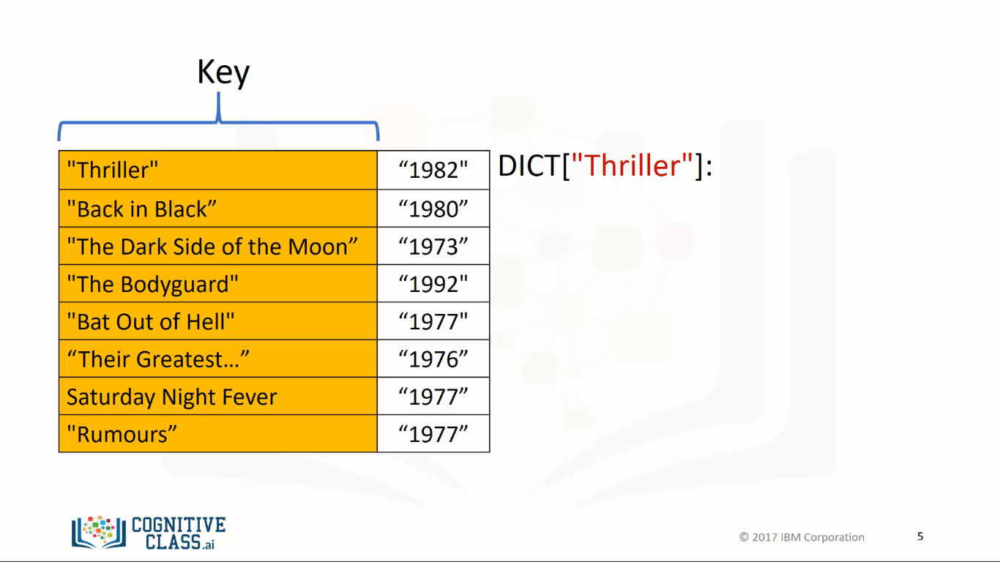 Key
"Thriller" “1982" DICT["Thriller"]:
"Back in Black” “1980”
"The Dark Side of the Moon” “1973”
"The Bodyguard" “1992"
"Bat Out of Hell" “1977"
“Their Greatest…” “1976”
Saturday Night Fever “1977”
"Rumours” “1977”
COGNITIVE
CLASS.ai
© 2017 IBM Corporation 5